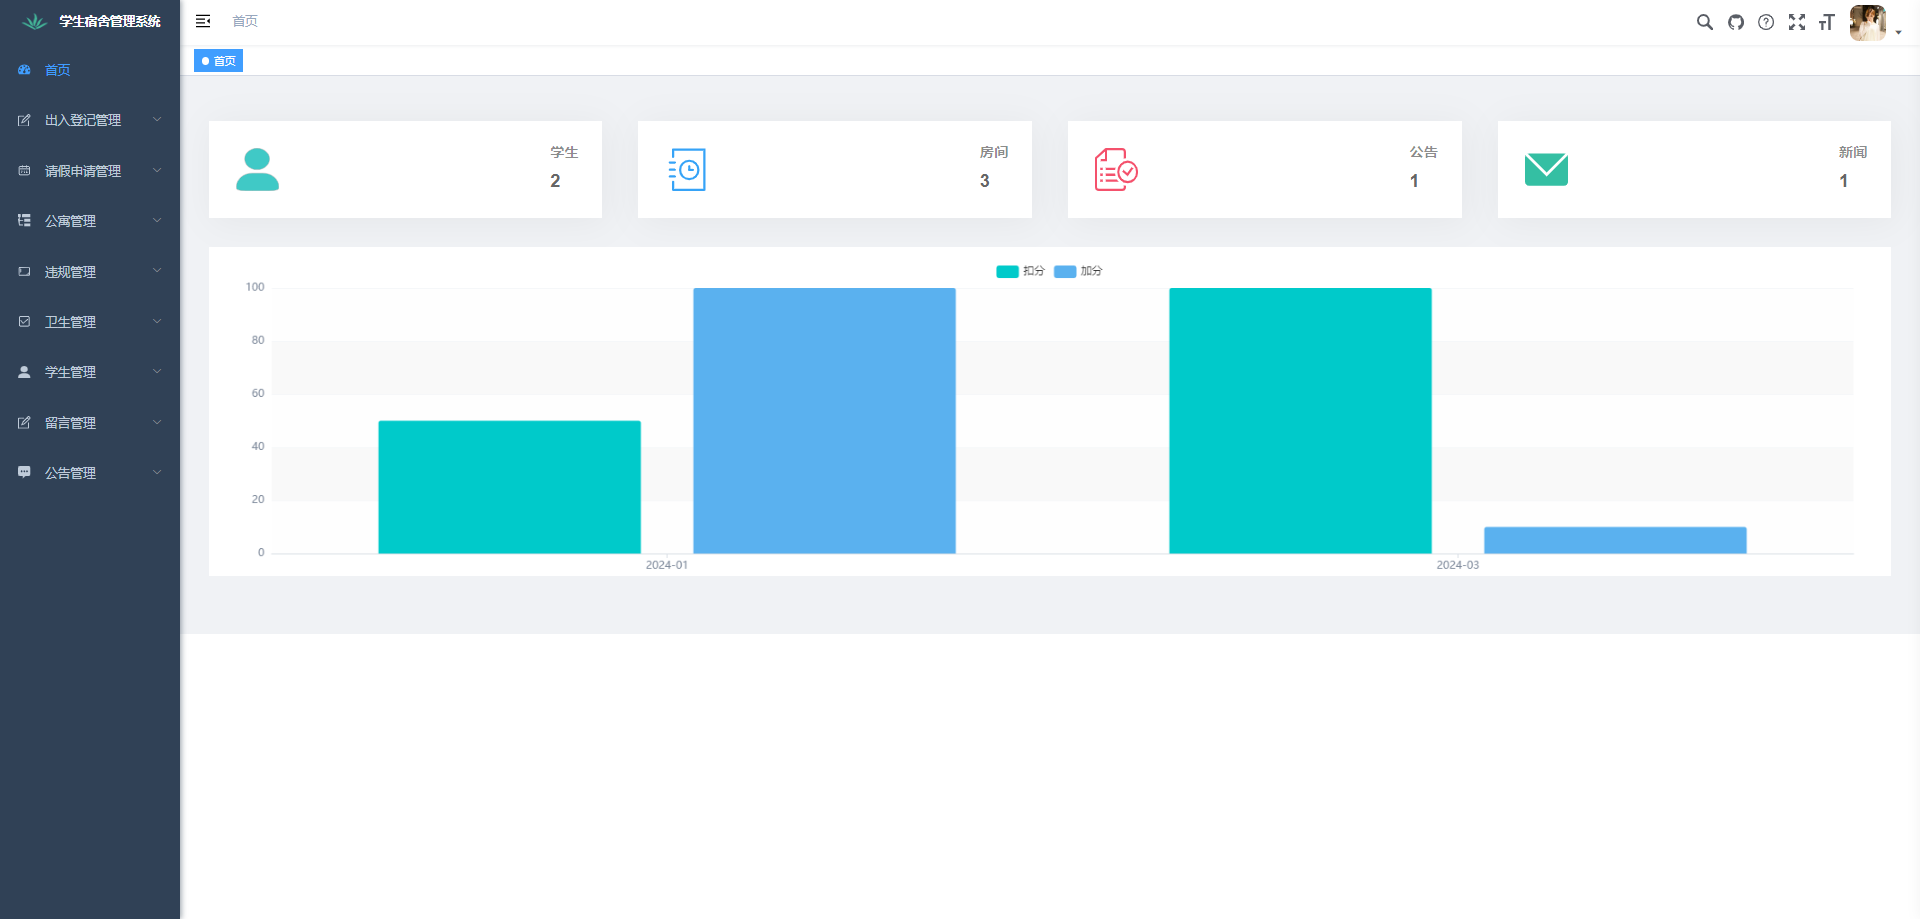 学生宿舍管理系统
首页
出入登记管理
请假申请管理
公寓管理
违规管理
卫生管理
学生管理
留言管理
公告管理
首页
首页
学生
2
房间
3
公告
1
新闻
1
扣分 加分
100
80
60
40
20
0
2024-01 2024-03